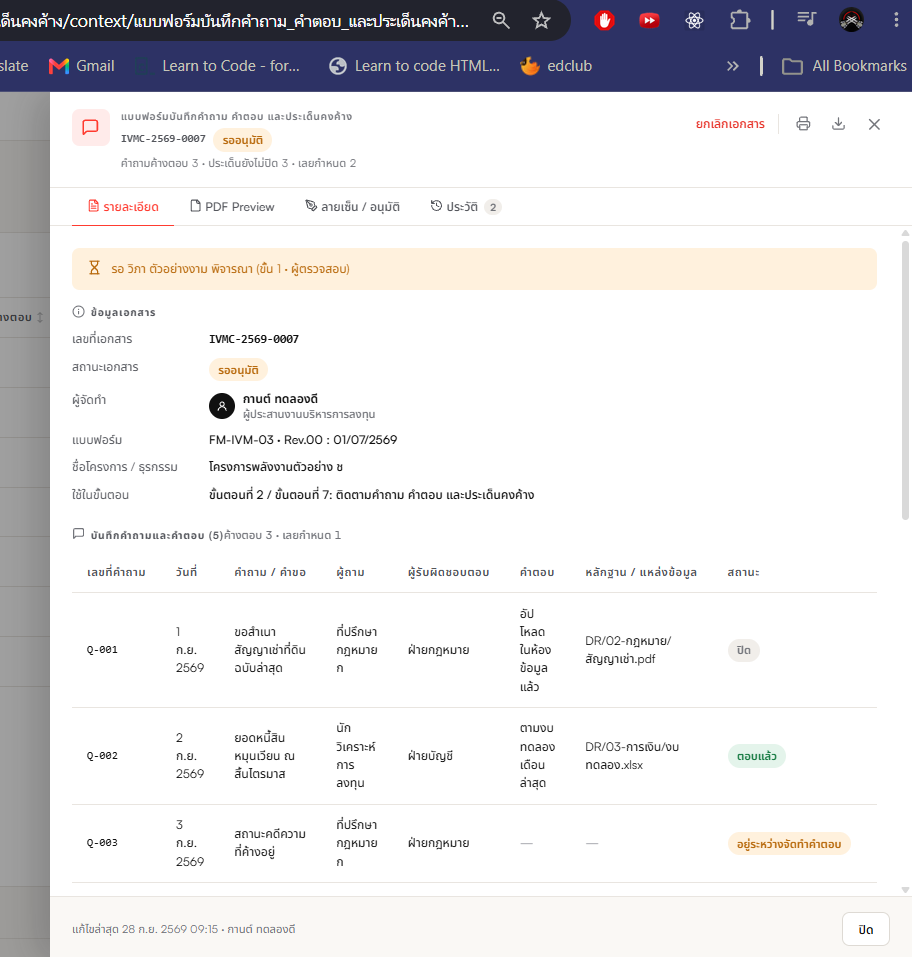 ด็นคงค้าง/context/แบบฟอร์มบันทึกคำถาม_คำตอบ_และประเด็นคงค้า...
slate
Gmail
Learn to Code - for...
Learn to code HTML...
edclub
All Bookmarks
แบบฟอร์มบันทึกคำถาม คำตอบ และประเด็นคงค้าง
IVMC-2569-0007 รออนุมัติ
คำถามค้างตอบ 3 • ประเด็นยังไม่ปิด 3 • เลยกำหนด 2
ยกเลิกเอกสาร
รายละเอียด
PDF Preview
ลายเซ็น / อนุมัติ
ประวัติ 2
างตอบ
รอ วิภา ตัวอย่างงาม พิจารณา (ขั้น 1 • ผู้ตรวจสอบ)
ข้อมูลเอกสาร
เลขที่เอกสาร IVMC-2569-0007
สถานะเอกสาร รออนุมัติ
ผู้จัดทำ กานต์ ทดลองดี
ผู้ประสานงานบริหารการลงทุน
แบบฟอร์ม FM-IVM-03 • Rev.00 : 01/07/2569
ชื่อโครงการ / ธุรกรรม โครงการพลังงานตัวอย่าง ช
ใช้ในขั้นตอน ขั้นตอนที่ 2 / ขั้นตอนที่ 7: ติดตามคำถาม คำตอบ และประเด็นคงค้าง
บันทึกคำถามและคำตอบ (5)ค้างตอบ 3 • เลยกำหนด 1
เลขที่คำถาม วันที่ คำถาม / คำขอ ผู้ถาม ผู้รับผิดชอบตอบ คำตอบ หลักฐาน / แหล่งข้อมูล สถานะ
Q-001
1
ก.ย.
2569
ขอสำเนา
สัญญาเช่าที่ดิน
ฉบับล่าสุด
ที่ปรึกษา
กฎหมาย
ก
ฝ่ายกฎหมาย
อัป
โหลด
ในห้อง
ข้อมูล
แล้ว
DR/02-กฎหมาย/
สัญญาเช่า.pdf
ปิด
Q-002
2
ก.ย.
2569
ยอดหนี้สิน
หมุนเวียน ณ
สิ้นไตรมาส
นัก
วิเคราะห์
การ
ลงทุน
ฝ่ายบัญชี
ตามงบ
ทดลอง
เดือน
ล่าสุด
DR/03-การเงิน/งบ
ทดลอง.xlsx
ตอบแล้ว
Q-003
3
ก.ย.
2569
สถานะคดีความ
ที่ค้างอยู่
ที่ปรึกษา
กฎหมาย
ก
ฝ่ายกฎหมาย
—
—
อยู่ระหว่างจัดทำคำตอบ
แก้ไขล่าสุด 28 ก.ย. 2569 09:15 • กานต์ ทดลองดี
ปิด